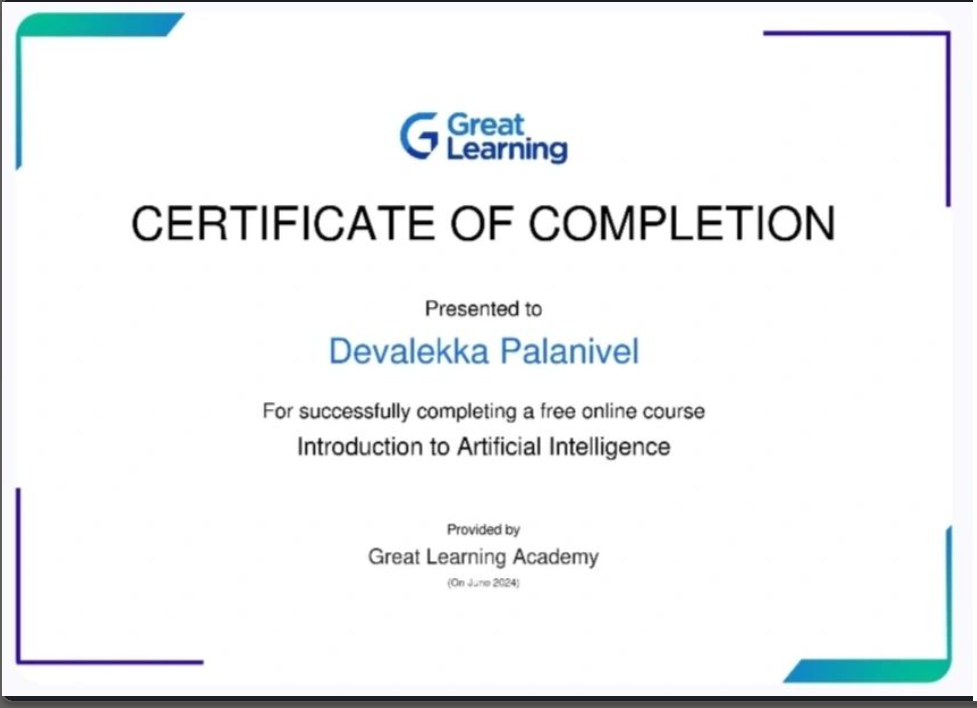 Great
Learning
CERTIFICATE OF COMPLETION
Presented to
Devalekka Palanivel
For successfully completing a free online course
Introduction to Artificial Intelligence
Provided by
Great Learning Academy
(On June 2024)